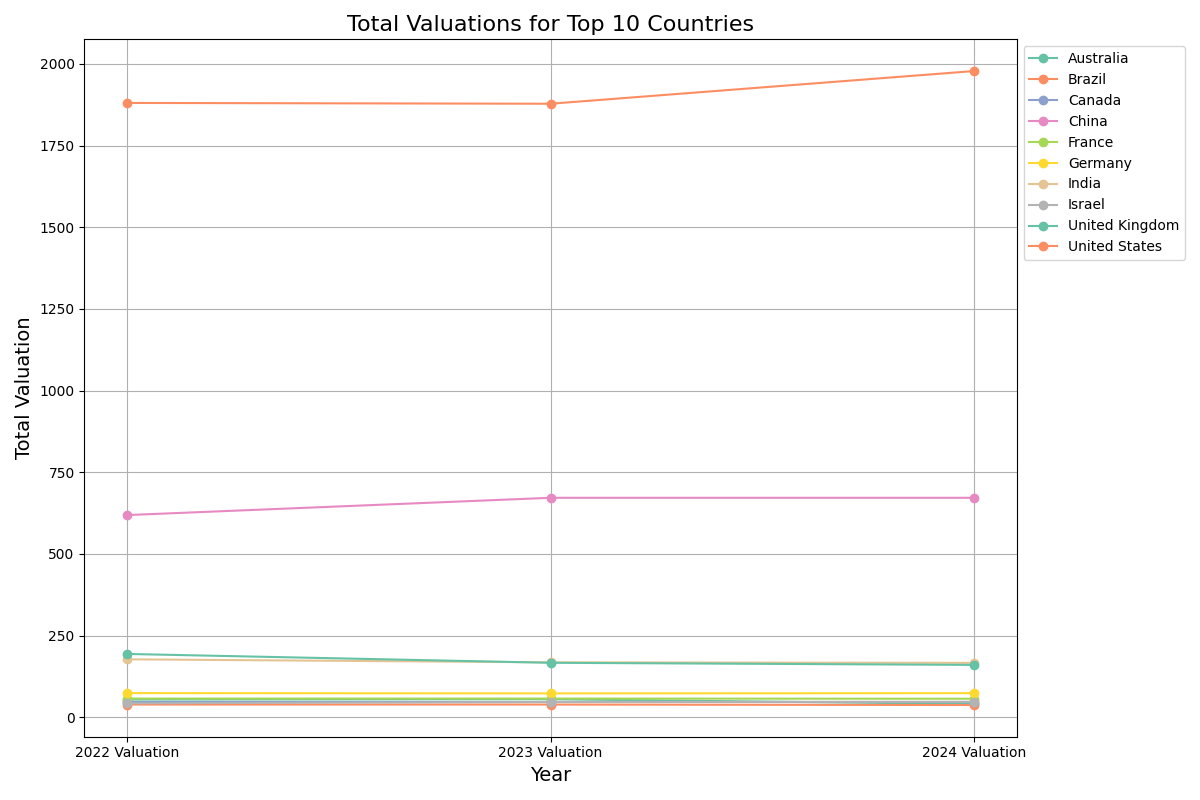 Total Valuations for Top 10 Countries
Total Valuation
2000
1750
1500
1250
1000
750
500
250
0
2022 Valuation
2023 Valuation
2024 Valuation
Year
Australia
Brazil
Canada
China
France
Germany
India
Israel
United Kingdom
United States